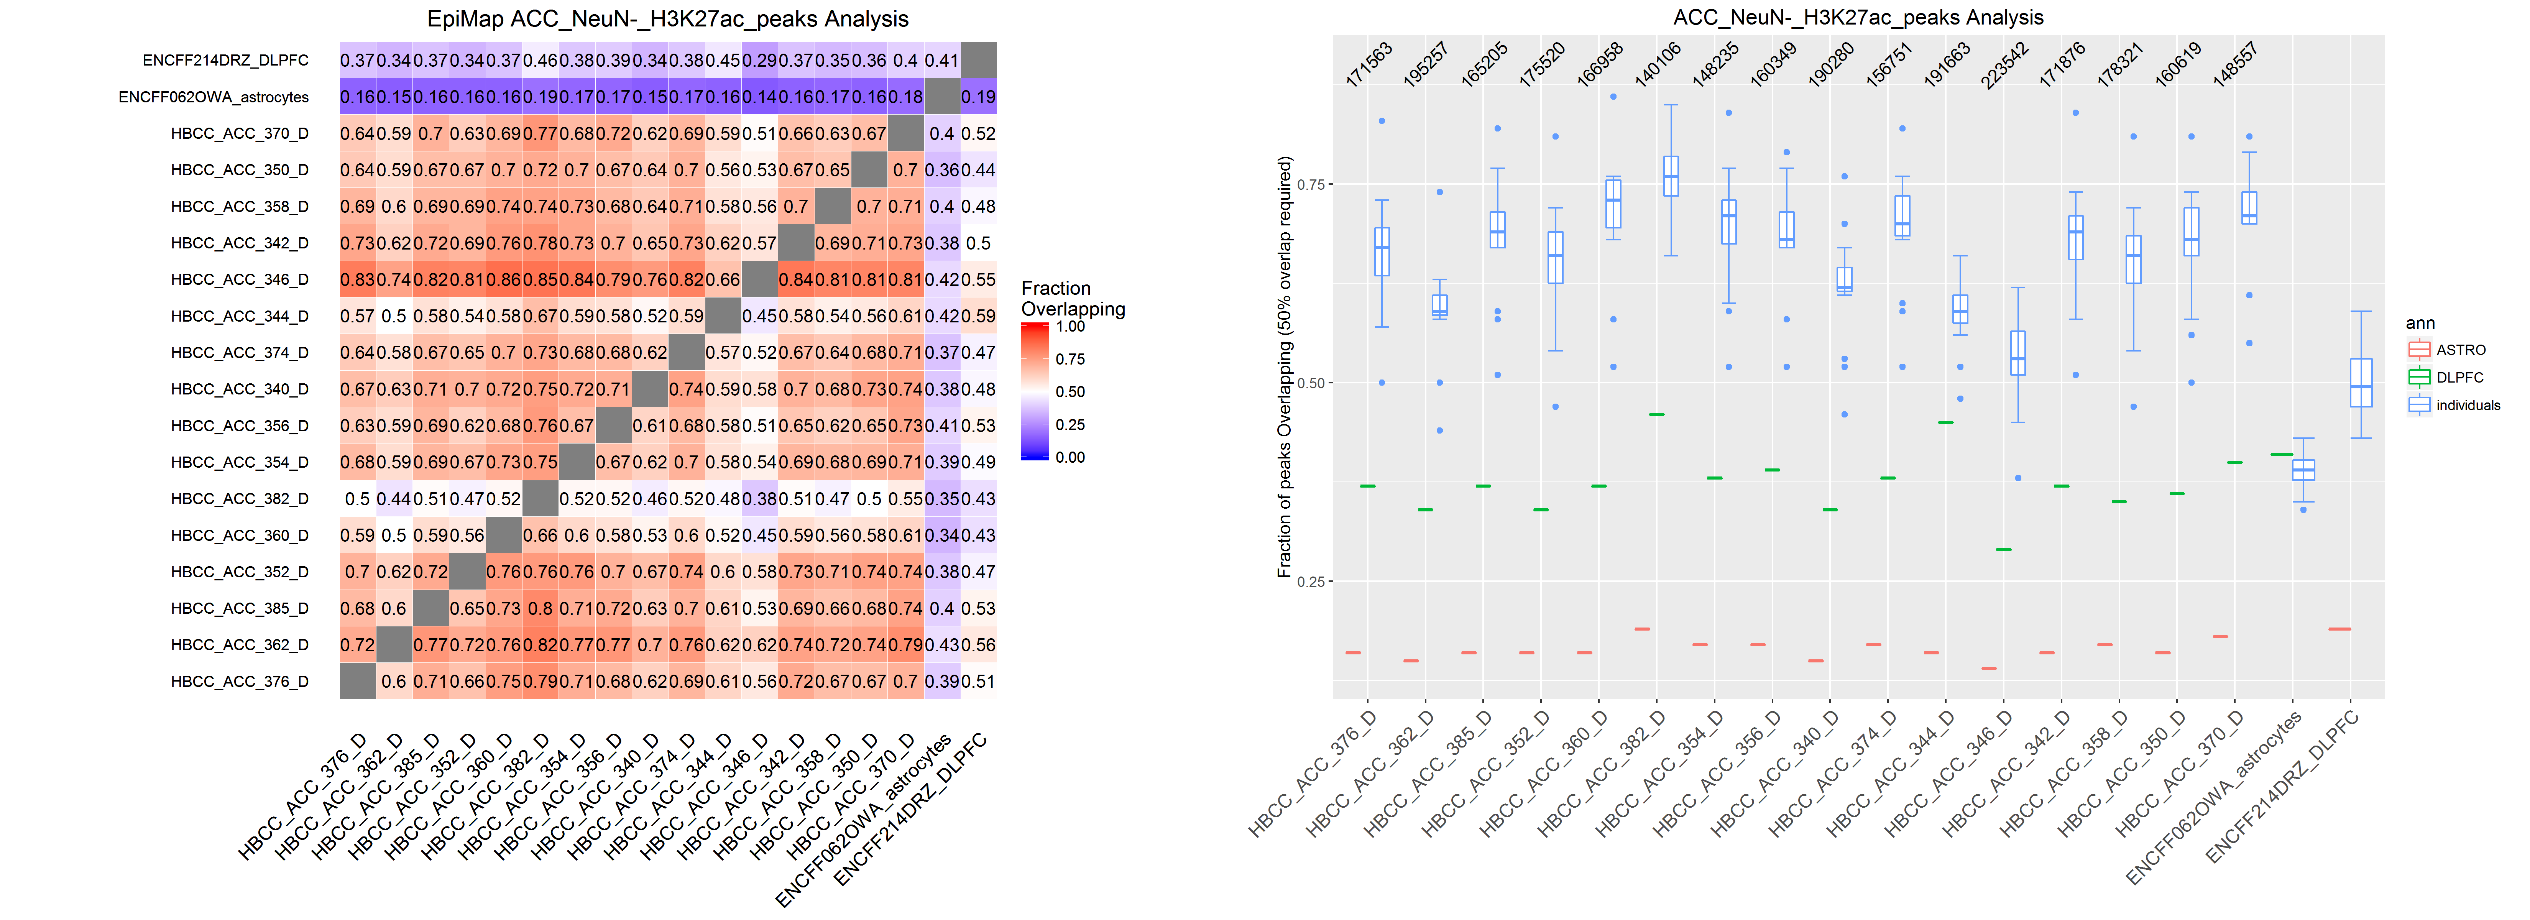 EpiMap ACC_NeuN-_H3K27ac_peaks Analysis
ENCFF214DRZ_DLPFC 0.37 0.34 0.37 0.34 0.37 0.46 0.38 0.39 0.34 0.38 0.45 0.29 0.37 0.35 0.36 0.4 0.41
ENCFF062OWA_astrocytes 0.16 0.15 0.16 0.16 0.16 0.19 0.17 0.17 0.15 0.17 0.16 0.14 0.16 0.17 0.16 0.18 0.19
HBCC_ACC_370_D 0.64 0.59 0.7 0.63 0.69 0.77 0.68 0.72 0.62 0.69 0.59 0.51 0.66 0.63 0.67 0.4 0.52
HBCC_ACC_350_D 0.64 0.59 0.67 0.67 0.7 0.72 0.7 0.67 0.64 0.7 0.56 0.53 0.67 0.65 0.7 0.36 0.44
HBCC_ACC_358_D 0.69 0.6 0.69 0.69 0.74 0.74 0.73 0.68 0.64 0.71 0.58 0.56 0.7 0.7 0.71 0.4 0.48
HBCC_ACC_342_D 0.73 0.62 0.72 0.69 0.76 0.78 0.73 0.7 0.65 0.73 0.62 0.57 0.69 0.71 0.73 0.38 0.5
HBCC_ACC_346_D 0.83 0.74 0.82 0.81 0.86 0.85 0.84 0.79 0.76 0.82 0.66 0.84 0.81 0.81 0.81 0.42 0.55
HBCC_ACC_344_D 0.57 0.5 0.58 0.54 0.58 0.67 0.59 0.58 0.52 0.59 0.45 0.58 0.54 0.56 0.61 0.42 0.59
HBCC_ACC_374_D 0.64 0.58 0.67 0.65 0.7 0.73 0.68 0.68 0.62 0.57 0.52 0.67 0.64 0.68 0.71 0.37 0.47
HBCC_ACC_340_D 0.67 0.63 0.71 0.7 0.72 0.75 0.72 0.71 0.74 0.59 0.58 0.7 0.68 0.73 0.74 0.38 0.48
HBCC_ACC_356_D 0.63 0.59 0.69 0.62 0.68 0.76 0.67 0.61 0.68 0.58 0.51 0.65 0.62 0.65 0.73 0.41 0.53
HBCC_ACC_354_D 0.68 0.59 0.69 0.67 0.73 0.75 0.67 0.62 0.7 0.58 0.54 0.69 0.68 0.69 0.71 0.39 0.49
HBCC_ACC_382_D 0.5 0.44 0.51 0.47 0.52 0.52 0.52 0.46 0.52 0.48 0.38 0.51 0.47 0.5 0.55 0.35 0.43
HBCC_ACC_360_D 0.59 0.5 0.59 0.56 0.66 0.6 0.58 0.53 0.6 0.52 0.45 0.59 0.56 0.58 0.61 0.34 0.43
HBCC_ACC_352_D 0.7 0.62 0.72 0.76 0.76 0.76 0.7 0.67 0.74 0.6 0.58 0.73 0.71 0.74 0.74 0.38 0.47
HBCC_ACC_385_D 0.68 0.6 0.65 0.73 0.8 0.71 0.72 0.63 0.7 0.61 0.53 0.69 0.66 0.68 0.74 0.4 0.53
HBCC_ACC_362_D 0.72 0.77 0.72 0.76 0.82 0.77 0.77 0.7 0.76 0.62 0.62 0.74 0.72 0.74 0.79 0.43 0.56
HBCC_ACC_376_D 0.6 0.71 0.66 0.75 0.79 0.71 0.68 0.62 0.69 0.61 0.56 0.72 0.67 0.67 0.7 0.39 0.51
HBCC_ACC_376_D
HBCC_ACC_362_D
HBCC_ACC_385_D
HBCC_ACC_352_D
HBCC_ACC_360_D
HBCC_ACC_382_D
HBCC_ACC_354_D
HBCC_ACC_356_D
HBCC_ACC_340_D
HBCC_ACC_374_D
HBCC_ACC_344_D
HBCC_ACC_346_D
HBCC_ACC_342_D
HBCC_ACC_358_D
HBCC_ACC_350_D
HBCC_ACC_370_D
ENCFF062OWA_astrocytes
ENCFF214DRZ_DLPFC
Fraction
Overlapping
1.00
0.75
0.50
0.25
0.00
ACC_NeuN-_H3K27ac_peaks Analysis
171563
195257
165205
175520
166958
140106
148235
160349
190280
156751
191663
223542
171876
178321
160619
148557
Fraction of peaks Overlapping (50% overlap required)
0.75
0.50
0.25
HBCC_ACC_376_D
HBCC_ACC_362_D
HBCC_ACC_385_D
HBCC_ACC_352_D
HBCC_ACC_360_D
HBCC_ACC_382_D
HBCC_ACC_354_D
HBCC_ACC_356_D
HBCC_ACC_340_D
HBCC_ACC_374_D
HBCC_ACC_344_D
HBCC_ACC_346_D
HBCC_ACC_342_D
HBCC_ACC_358_D
HBCC_ACC_350_D
HBCC_ACC_370_D
ENCFF062OWA_astrocytes
ENCFF214DRZ_DLPFC
ann
ASTRO
DLPFC
individuals